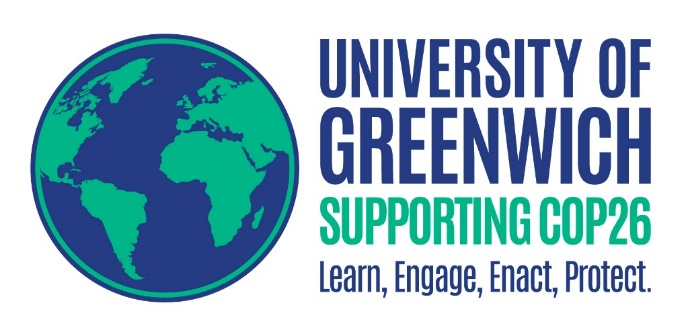 UNIVERSITY OF
GREENWICH
SUPPORTING COP26
Learn, Engage, Enact, Protect.